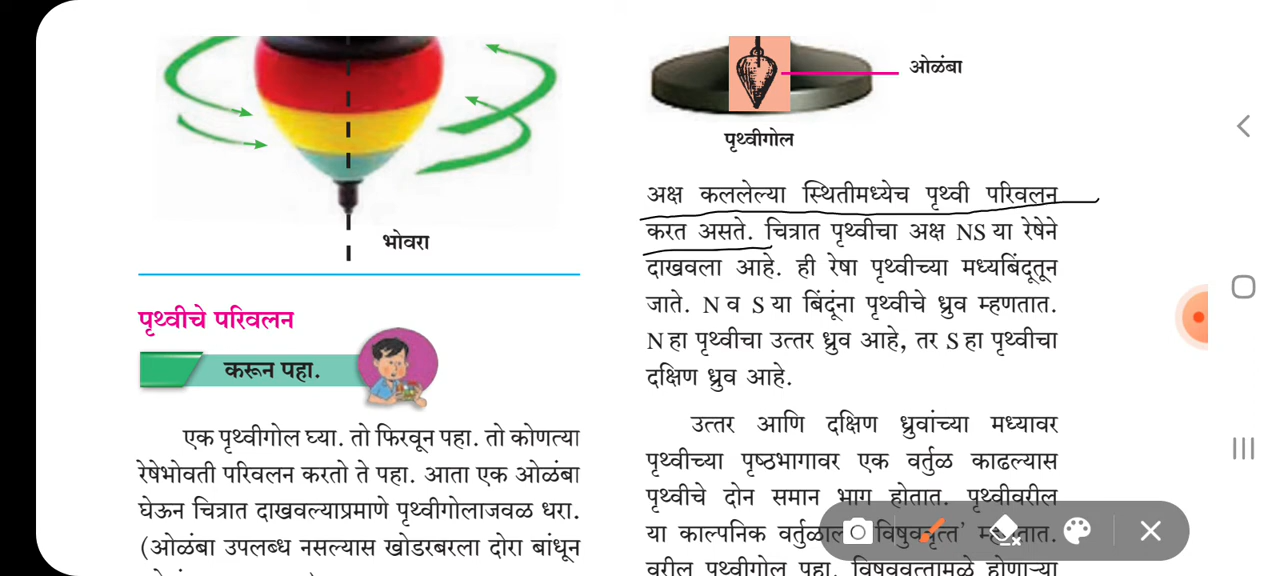 भोवरा
पृथ्वीचे परिवलन
करून पहा.
एक पृथ्वीगोल घ्या. तो फिरवून पहा. तो कोणत्या
रेषेभोवती परिवलन करतो ते पहा. आता एक ओळंबा
घेऊन चित्रात दाखवल्याप्रमाणे पृथ्वीगोलाजवळ धरा.
(ओळंबा उपलब्ध नसल्यास खोडरबरला दोरा बांधून
ओळंबा
पृथ्वीगोल
अक्ष कललेल्या स्थितीमध्येच पृथ्वी परिवलन
करत असते. चित्रात पृथ्वीचा अक्ष NS या रेषेने
दाखवला आहे. ही रेषा पृथ्वीच्या मध्यबिंदूतून
जाते. N व S या बिंदूंना पृथ्वीचे ध्रुव म्हणतात.
N हा पृथ्वीचा उत्तर ध्रुव आहे, तर S हा पृथ्वीचा
दक्षिण ध्रुव आहे.
उत्तर आणि दक्षिण ध्रुवांच्या मध्यावर
पृथ्वीच्या पृष्ठभागावर एक वर्तुळ काढल्यास
पृथ्वीचे दोन समान भाग होतात. पृथ्वीवरील
या काल्पनिक
वरील पृथ्वीगोल पहा. विषुववृत्तामुळे होणाऱ्या